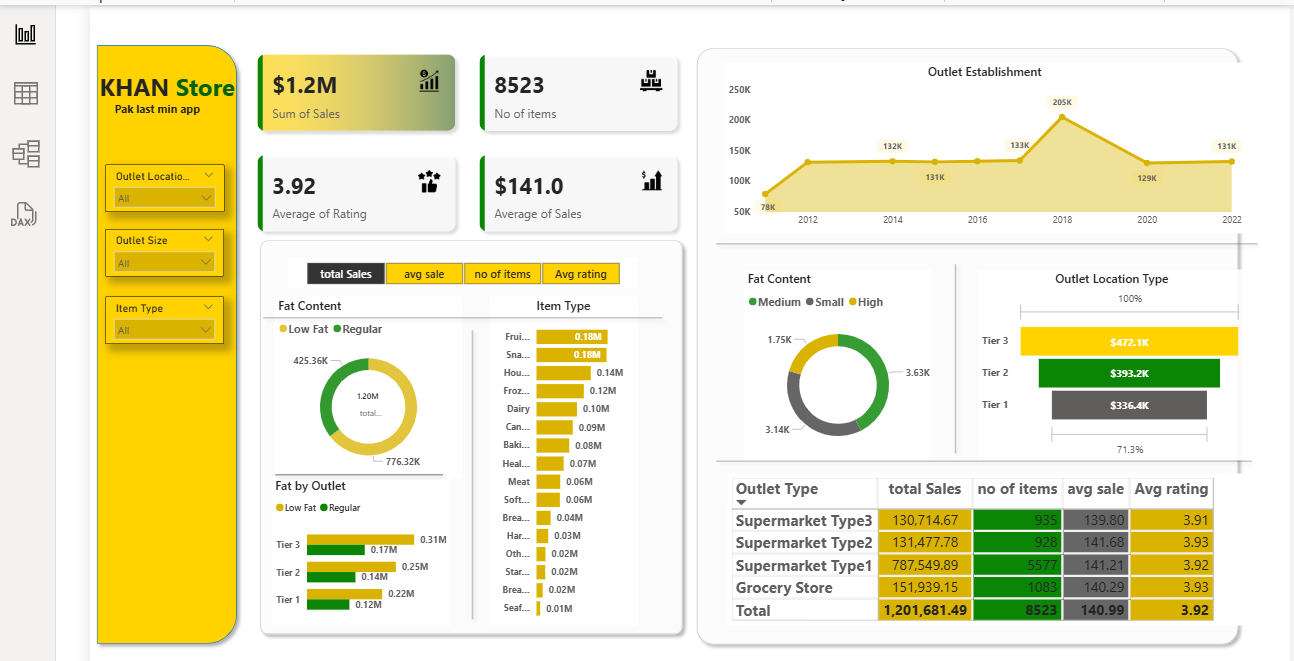 DAX
KHAN Store
Pak last min app
Outlet Locatio...
All
Outlet Size
All
Item Type
All
$1.2M
Sum of Sales
8523
No of items
3.92
Average of Rating
$141.0
Average of Sales
total Sales
avg sale
no of items
Avg rating
Fat Content
Low Fat Regular
425.36K
1.20M
total...
776.32K
Fat by Outlet
Low Fat Regular
Tier 3 0.31M
0.17M
Tier 2 0.25M
0.14M
Tier 1 0.22M
0.12M
Item Type
Frui... 0.18M
Sna... 0.18M
Hou... 0.14M
Froz... 0.12M
Dairy 0.10M
Can... 0.09M
Baki... 0.08M
Heal... 0.07M
Meat 0.06M
Soft... 0.06M
Brea... 0.04M
Har... 0.03M
Oth... 0.02M
Star... 0.02M
Brea... 0.02M
Seaf... 0.01M
Outlet Establishment
250K
200K
150K
100K
50K
78K
132K
131K
133K
205K
129K
131K
2012 2014 2016 2018 2020 2022
Fat Content
Medium Small High
1.75K
3.63K
3.14K
Outlet Location Type
100%
Tier 3 $472.1K
Tier 2 $393.2K
Tier 1 $336.4K
71.3%
Outlet Type total Sales no of items avg sale Avg rating
Supermarket Type3 130,714.67 935 139.80 3.91
Supermarket Type2 131,477.78 928 141.68 3.93
Supermarket Type1 787,549.89 5577 141.21 3.92
Grocery Store 151,939.15 1083 140.29 3.93
Total 1,201,681.49 8523 140.99 3.92